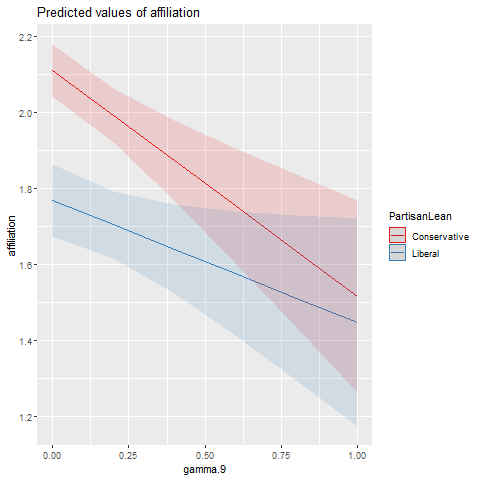 Predicted values of affiliation
2.2
2.0
1.8
1.6
1.4
1.2
affiliation
0.00
0.25
0.50
0.75
1.00
gamma.9
PartisanLean
Conservative
Liberal